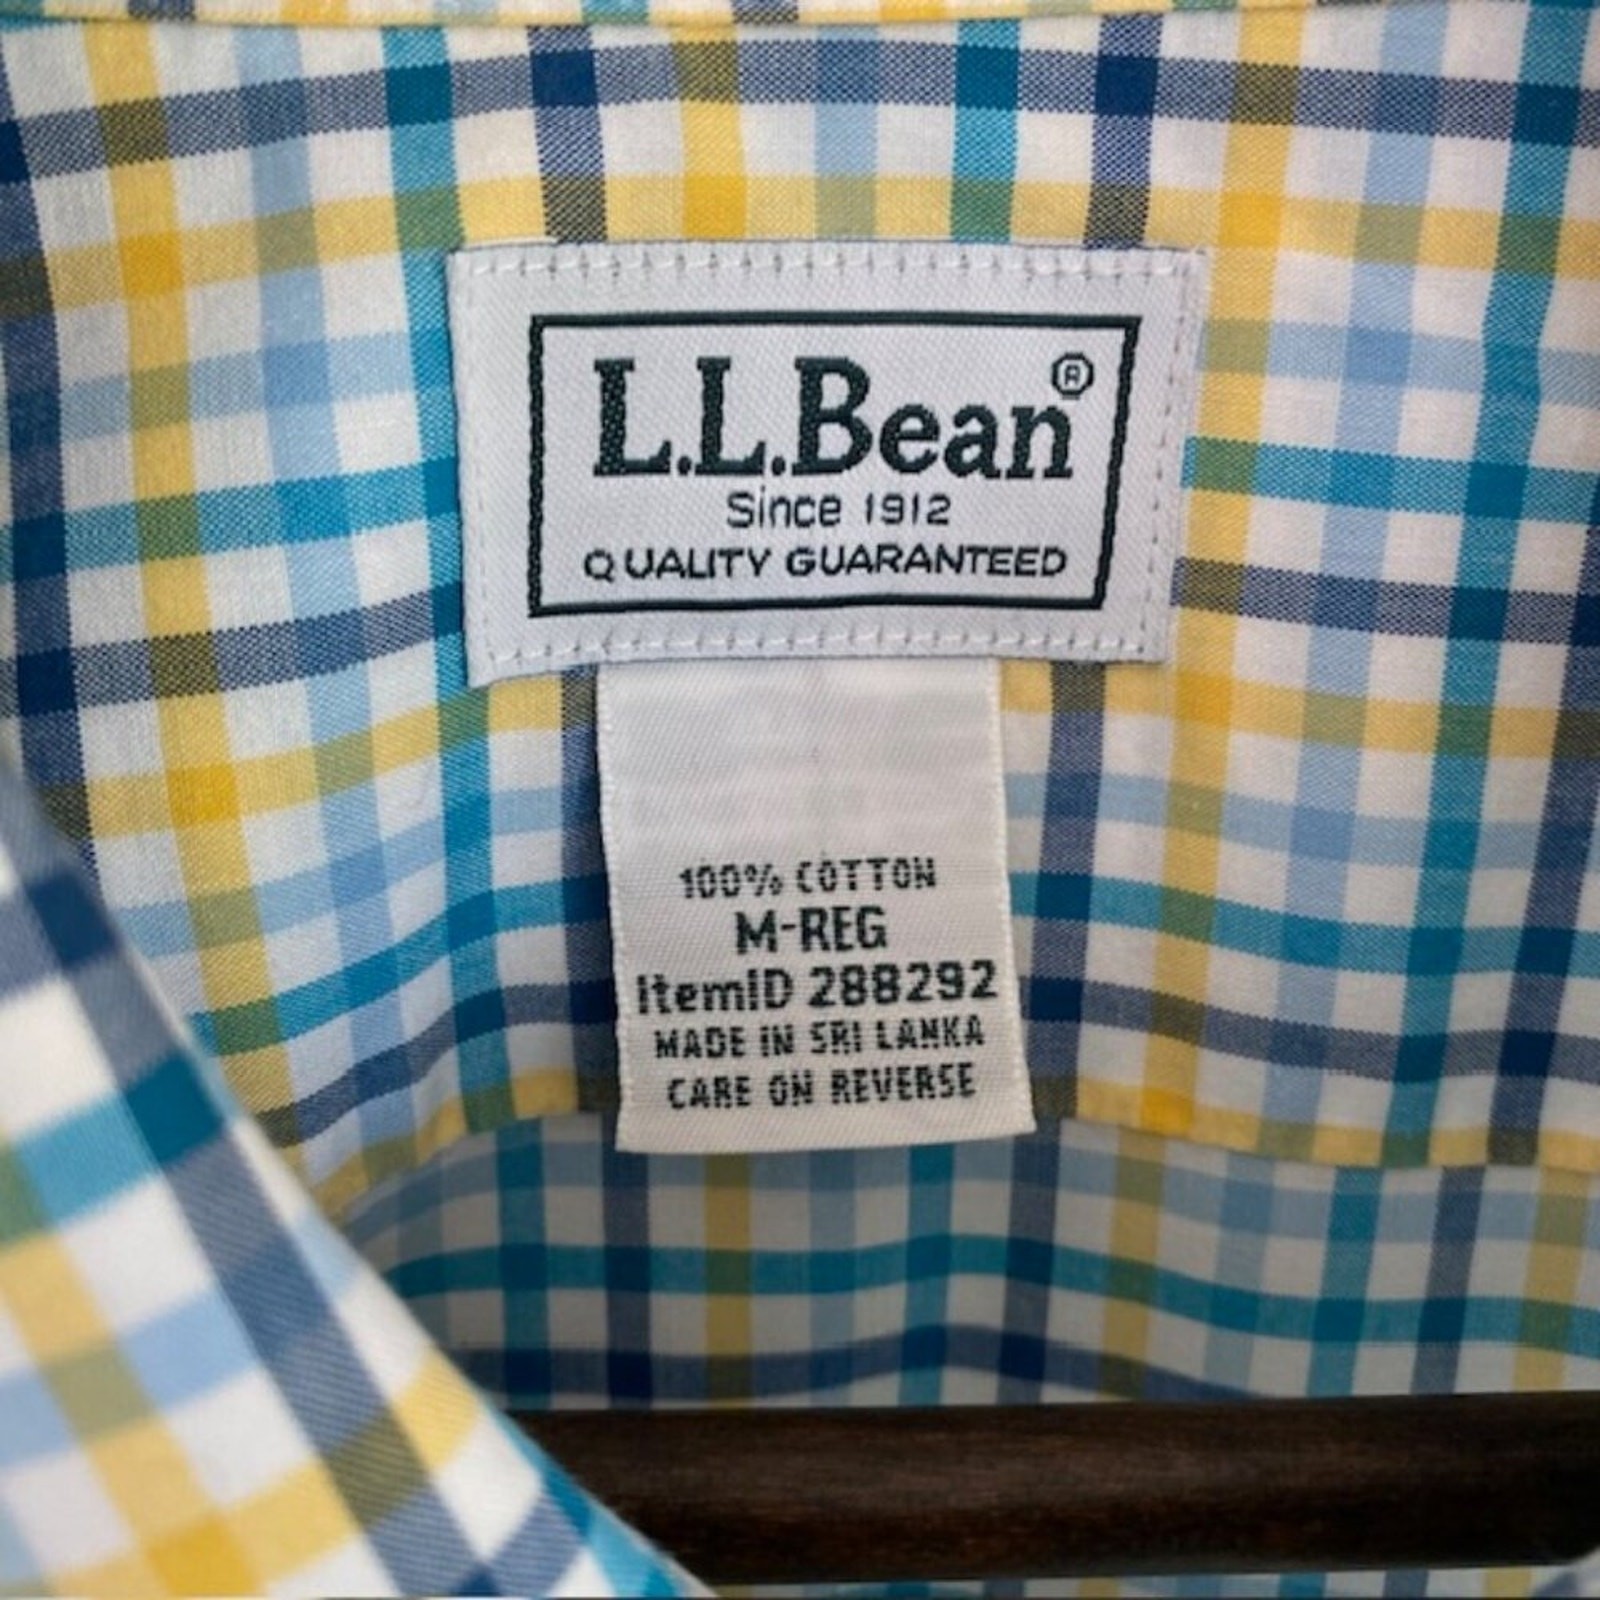 L.L.Bean®
Since 1912
QUALITY GUARANTEED
100% COTTON
M-REG
ItemID 288292
MADE IN SRI LANKA
CARE ON REVERSE